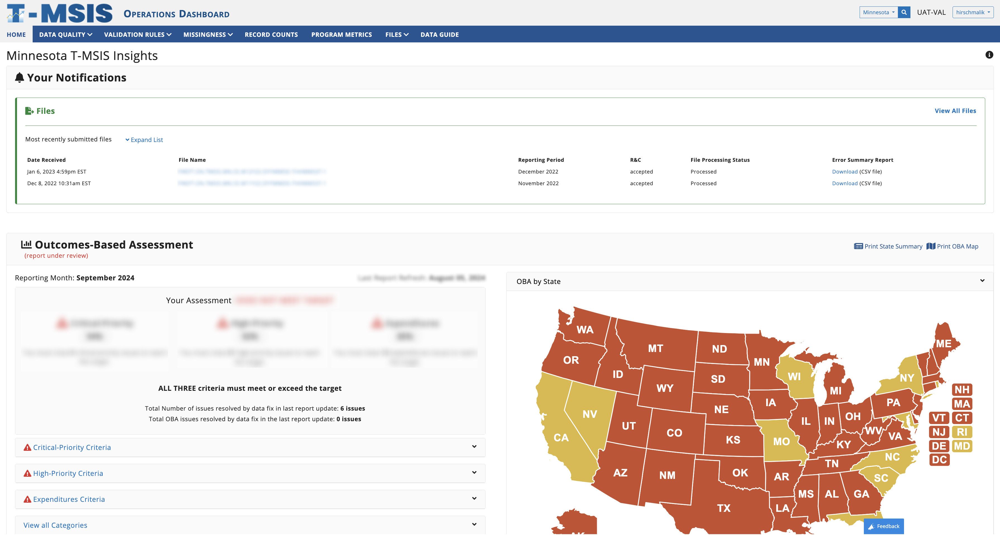 T-MSIS OPERATIONS DASHBOARD
Minnesota
UAT-VAL
hirschmalik
HOME DATA QUALITY VALIDATION RULES MISSINGNESS RECORD COUNTS PROGRAM METRICS FILES DATA GUIDE
Minnesota T-MSIS Insights
Your Notifications
Files
View All Files
Most recently submitted files Expand List
Date Received File Name Reporting Period R&C File Processing Status Error Summary Report
Jan 6, 2023 4:59pm EST December 2022 accepted Processed Download (CSV file)
Dec 8, 2022 10:31am EST November 2022 accepted Processed Download (CSV file)
Outcomes-Based Assessment
(report under review)
Print State Summary Print OBA Map
Reporting Month: September 2024
Your Assessment
ALL THREE criteria must meet or exceed the target
Total Number of issues resolved by data fix in last report update: 6 issues
Total OBA issues resolved by data fix in the last report update: 0 issues
Critical-Priority Criteria
High-Priority Criteria
Expenditures Criteria
View all Categories
OBA by State
WA
MT
ND
ME
OR
MN
ID
SD
WI
NY
WY
MI
NH
PA
IA
MA
NV
NE
UT
IL
IN
OH
VT
CT
CO
WV
NJ
RI
CA
KS
MO
VA
KY
DE
MD
NC
DC
TN
AZ
NM
OK
AR
SC
MS
AL
GA
TX
LA
Feedback